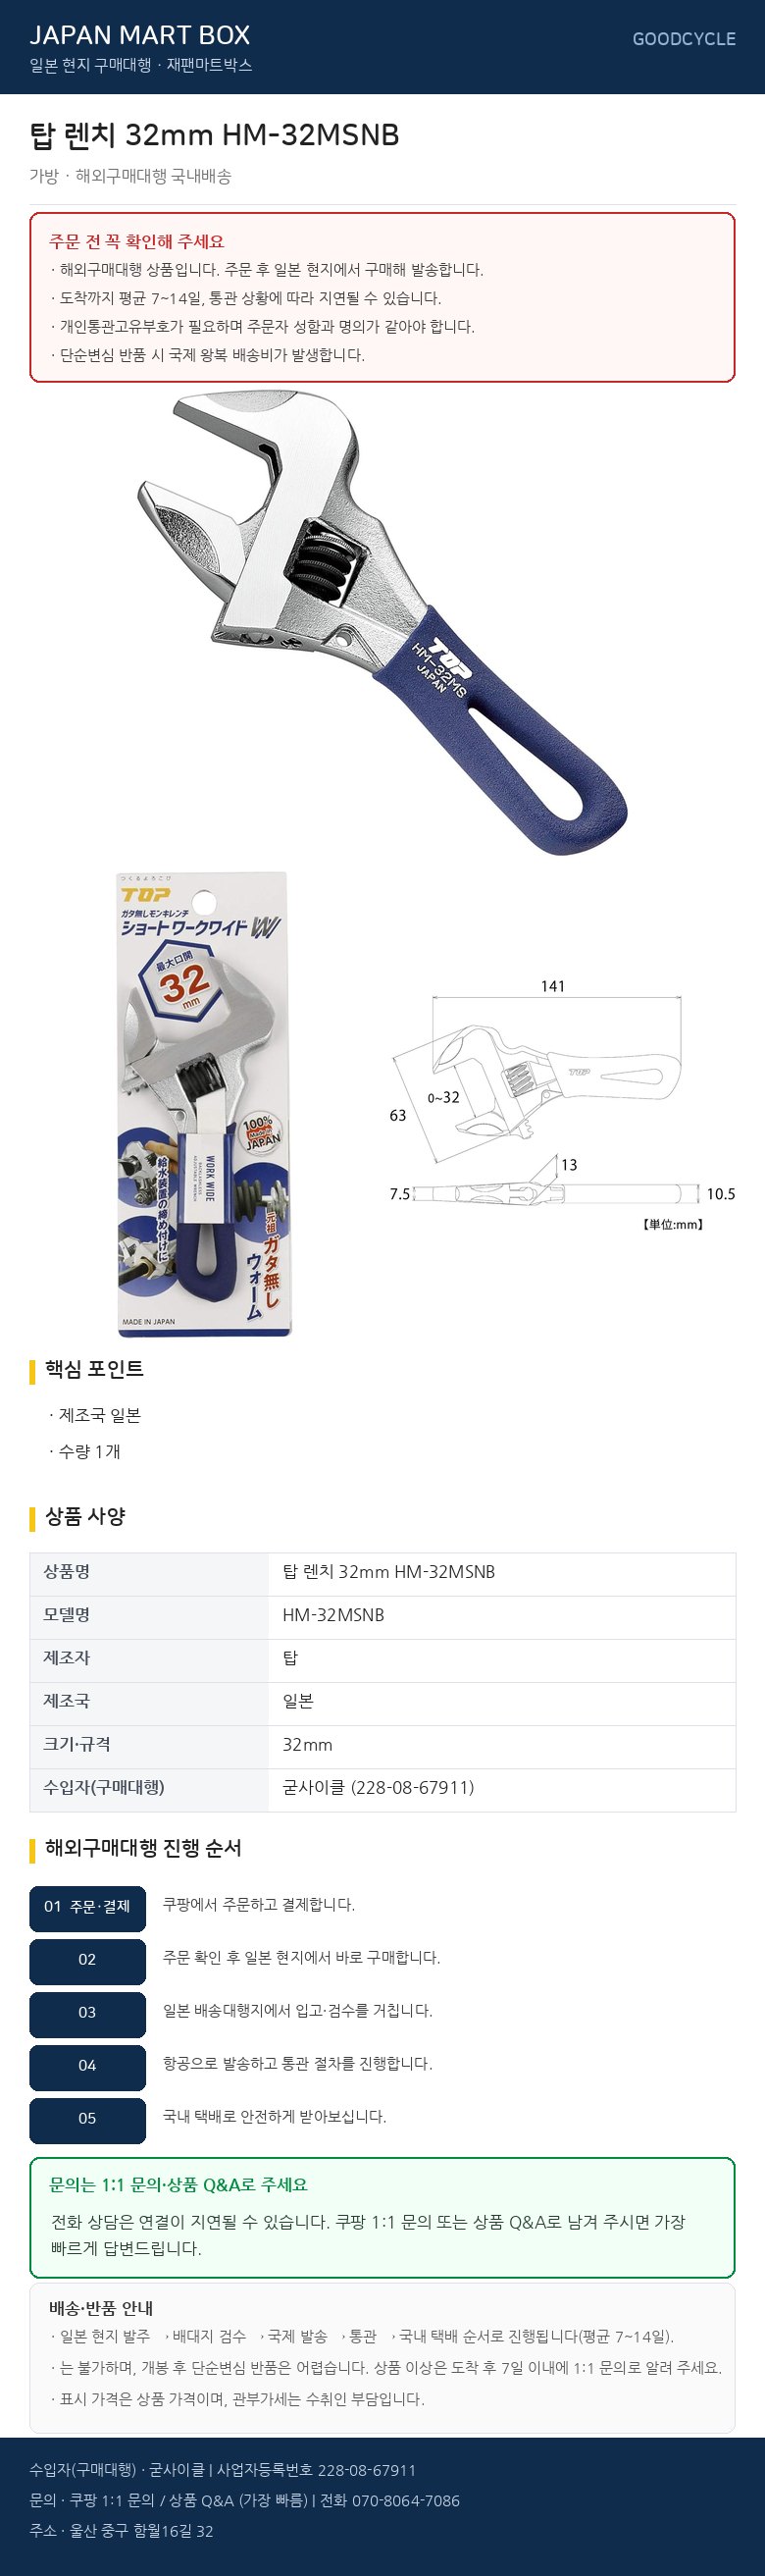 JAPAN MART BOX
GOODCYCLE
일본 현지 구매대행 · 재팬마트박스
탑 렌치 32mm HM-32MSNB
가방 · 해외구매대행 국내배송
주문 전 꼭 확인해 주세요
· 해외구매대행 상품입니다. 주문 후 일본 현지에서 구매해 발송합니다.
· 도착까지 평균 7~14일, 통관 상황에 따라 지연될 수 있습니다.
· 개인통관고유부호가 필요하며 주문자 성함과 명의가 같아야 합니다.
· 단순변심 반품 시 국제 왕복 배송비가 발생합니다.
TOP
HM-32MS
JAPAN
つくるよろこび
TOP
ガタ無しモンキレンチ
ショートワークワイド W
最大口開
32
mm
100%
MADE IN
JAPAN
WORK WIDE
給水装置の締め付けに
元祖
ガタ無し
ウォーム
MADE IN JAPAN
141
0~32
63
TOP
13
7.5
10.5
【単位:mm】
핵심 포인트
· 제조국 일본
· 수량 1개
상품 사양
상품명 탑 렌치 32mm HM-32MSNB
모델명 HM-32MSNB
제조자 탑
제조국 일본
크기·규격 32mm
수입자(구매대행) 굳사이클 (228-08-67911)
해외구매대행 진행 순서
01 주문·결제 쿠팡에서 주문하고 결제합니다.
02 주문 확인 후 일본 현지에서 바로 구매합니다.
03 일본 배송대행지에서 입고·검수를 거칩니다.
04 항공으로 발송하고 통관 절차를 진행합니다.
05 국내 택배로 안전하게 받아보십니다.
문의는 1:1 문의·상품 Q&A로 주세요
전화 상담은 연결이 지연될 수 있습니다. 쿠팡 1:1 문의 또는 상품 Q&A로 남겨 주시면 가장
빠르게 답변드립니다.
배송·반품 안내
· 일본 현지 발주 › 배대지 검수 › 국제 발송 › 통관 › 국내 택배 순서로 진행됩니다(평균 7~14일).
· 는 불가하며, 개봉 후 단순변심 반품은 어렵습니다. 상품 이상은 도착 후 7일 이내에 1:1 문의로 알려 주세요.
· 표시 가격은 상품 가격이며, 관부가세는 수취인 부담입니다.
수입자(구매대행) · 굳사이클 | 사업자등록번호 228-08-67911
문의 · 쿠팡 1:1 문의 / 상품 Q&A (가장 빠름) | 전화 070-8064-7086
주소 · 울산 중구 함월16길 32